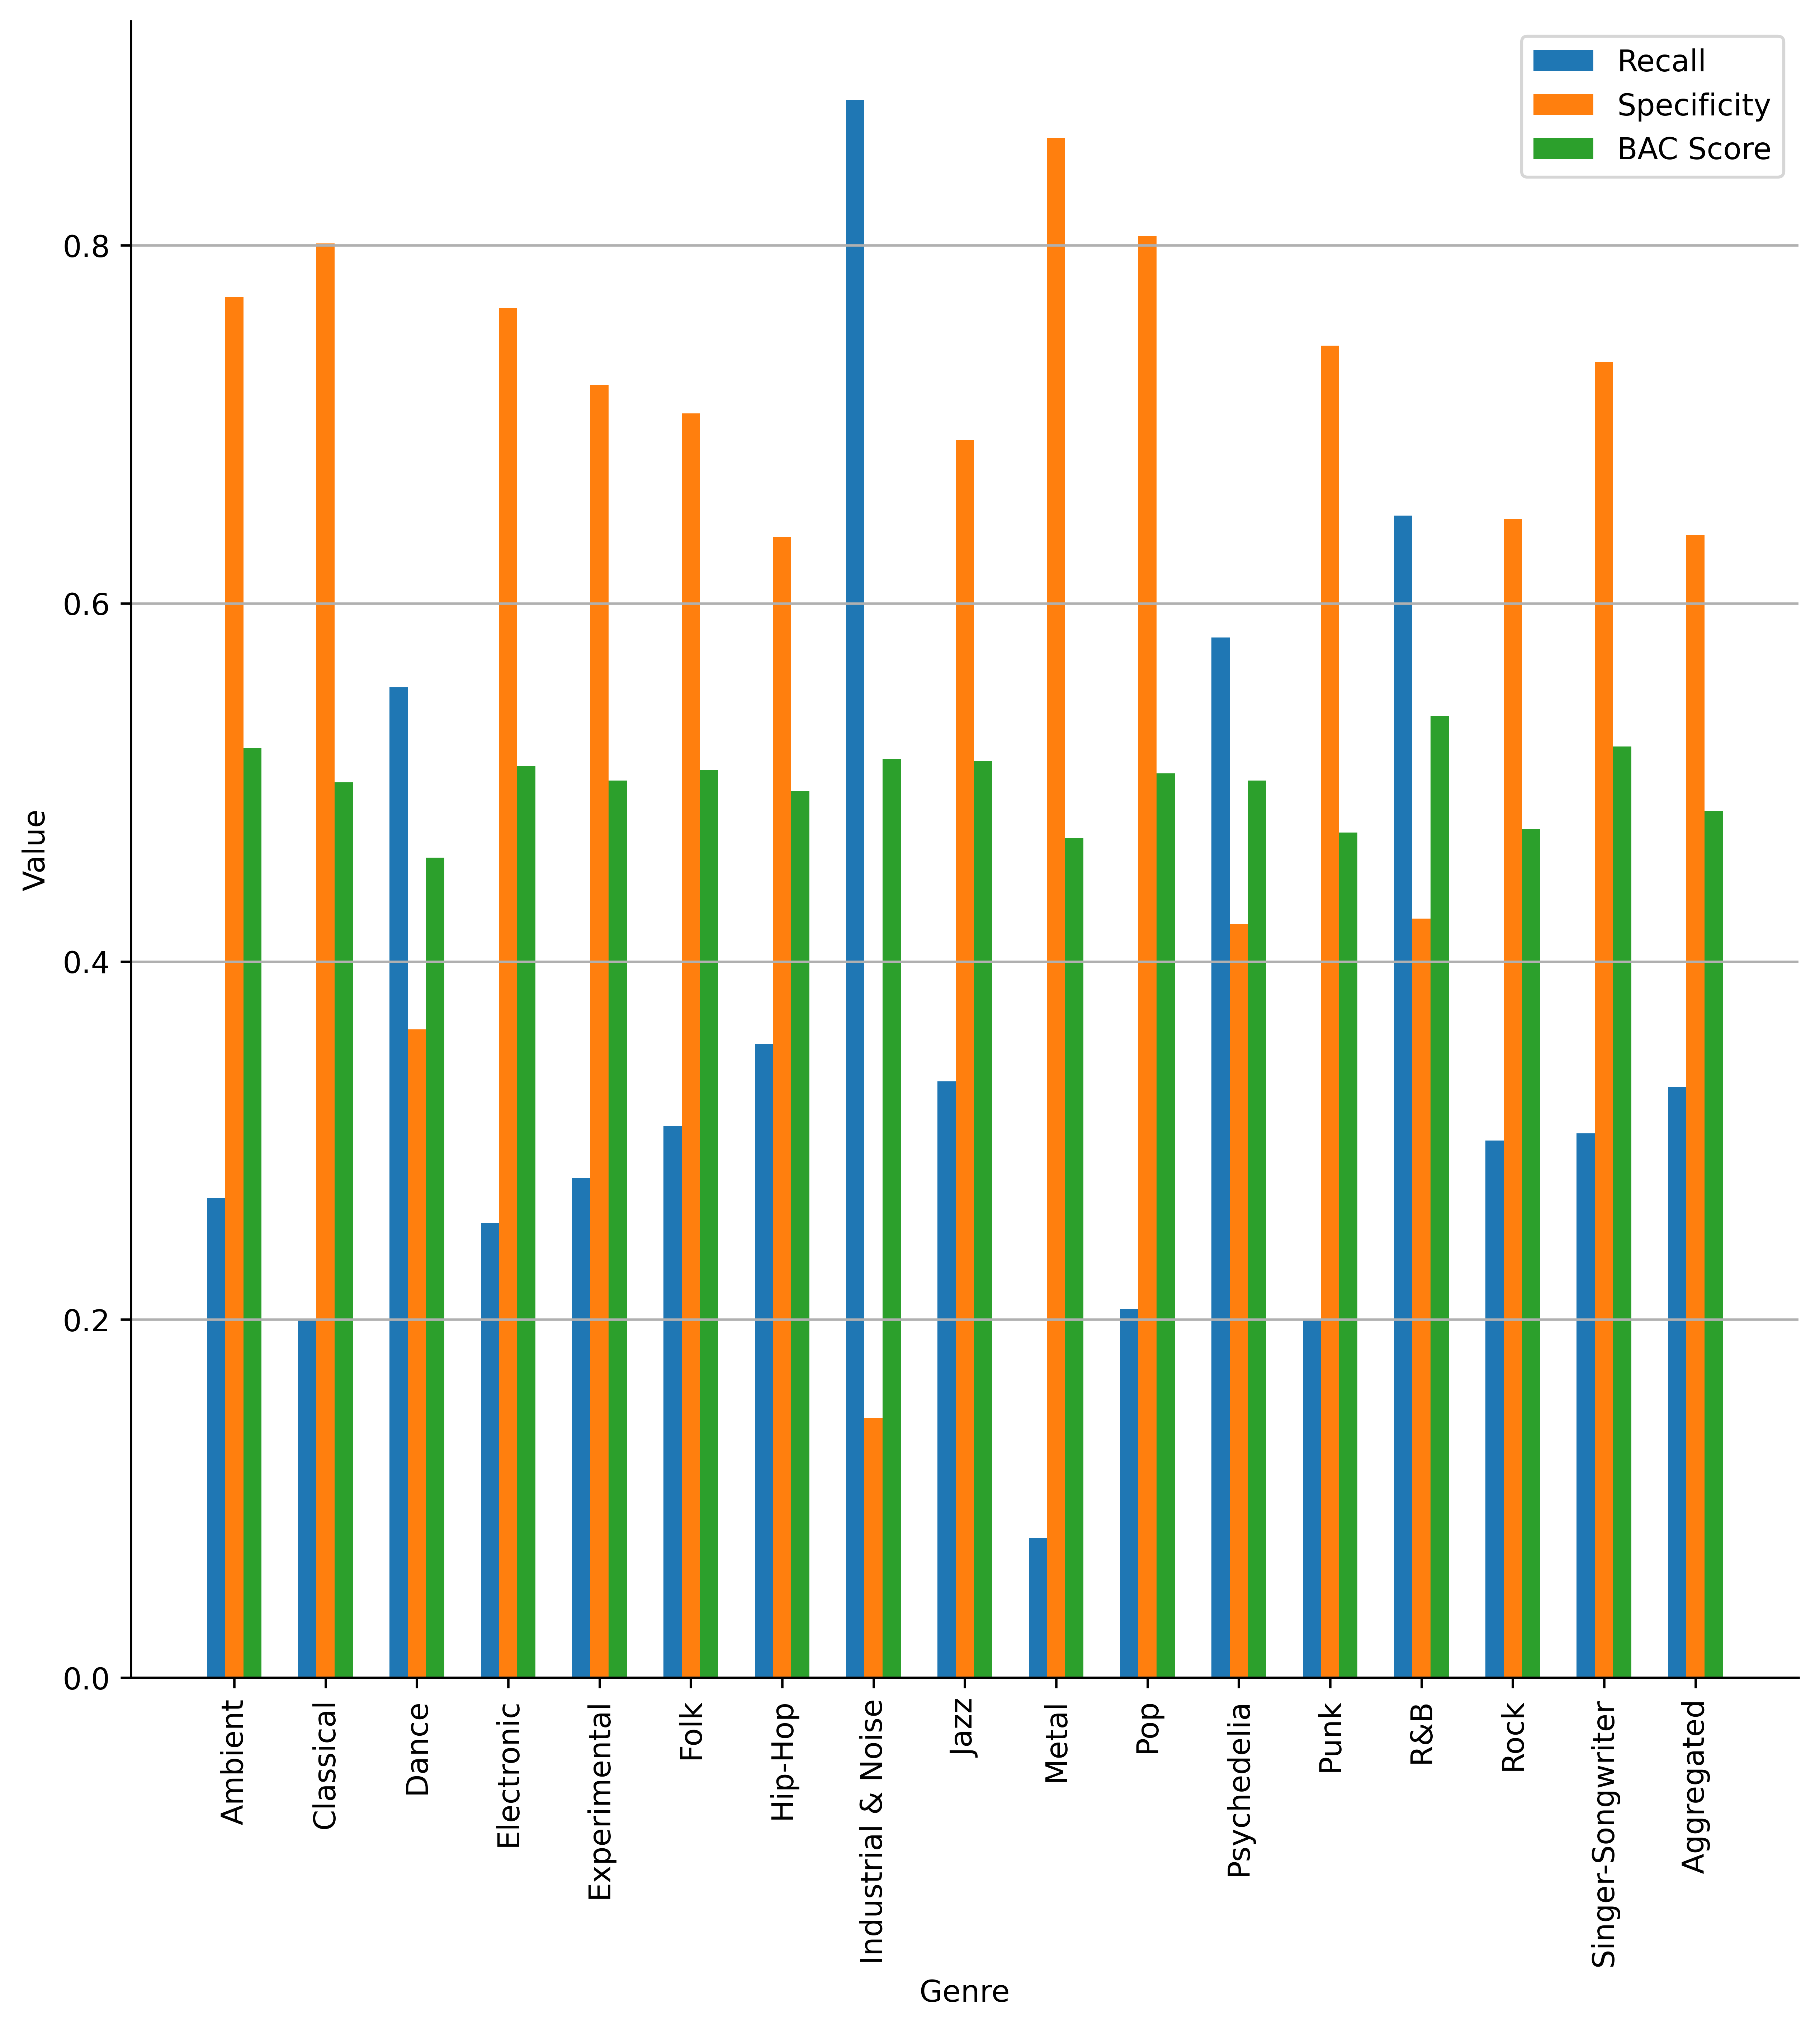 Recall
Specificity
BAC Score
0.8
0.6
0.4
0.2
0.0
Value
Ambient
Classical
Dance
Electronic
Experimental
Folk
Hip-Hop
Industrial & Noise
Jazz
Metal
Pop
Psychedelia
Punk
R&B
Rock
Singer-Songwriter
Aggregated
Genre